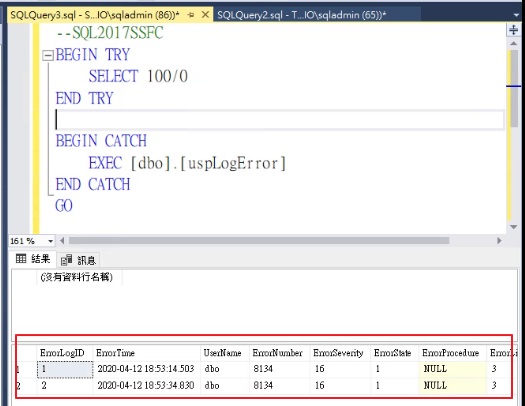 SQLQuery3.sql - S...IO\sqladmin (86))* SQLQuery2.sql - T...IO\sqladmin (65))*
--SQL2017SSFC
BEGIN TRY
SELECT 100/0
END TRY
BEGIN CATCH
EXEC [dbo].[uspLogError]
END CATCH
GO
161 %
結果 訊息
(沒有資料行名稱)
ErrorLogID ErrorTime UserName ErrorNumber ErrorSeverity ErrorState ErrorProcedure ErrorLi
1 1 2020-04-12 18:53:14.503 dbo 8134 16 1 NULL 3
2 2 2020-04-12 18:53:34.830 dbo 8134 16 1 NULL 3